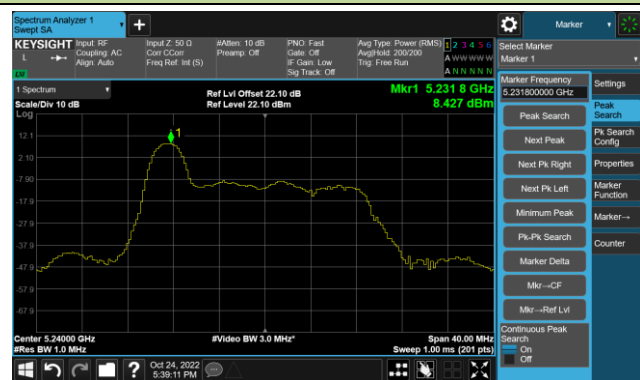 Spectrum Analyzer 1
Swept SA
Marker
KEYSIGHT
L
LW
Input: RF
Coupling: AC
Align: Auto
Input Z: 50 Ω
Corr CCorr
Freq Ref: Int (S)
#Atten: 10 dB
Preamp: Off
PNO: Fast
Gate: Off
IF Gain: Low
Sig Track: Off
Avg Type: Power (RMS)
Avg|Hold: 200/200
Trig: Free Run
1 2 3 4 5 6
A W W W W W
A N N N N N
Select Marker
Marker 1
1 Spectrum
Scale/Div 10 dB
Log
Ref Lvl Offset 22.10 dB
Ref Level 22.10 dBm
Mkr1 5.231 8 GHz
8.427 dBm
1
12.1
2.10
-7.90
-17.9
-27.9
-37.9
-47.9
-57.9
-67.9
Center 5.24000 GHz
#Res BW 1.0 MHz
#Video BW 3.0 MHz*
Span 40.00 MHz
Sweep 1.00 ms (201 pts)
Marker Frequency
5.231800000 GHz
Peak Search
Next Peak
Next Pk Right
Next Pk Left
Minimum Peak
Pk-Pk Search
Marker Delta
Mkr→CF
Mkr→Ref Lvl
Continuous Peak
Search
On
Off
Settings
Peak
Search
Pk Search
Config
Properties
Marker
Function
Marker→
Counter
?
Oct 24, 2022
5:39:11 PM